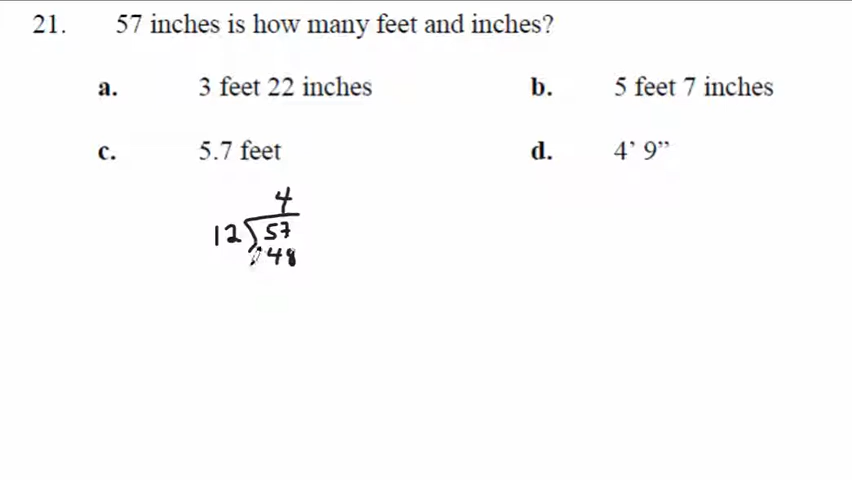 21. 57 inches is how many feet and inches?
a. 3 feet 22 inches b. 5 feet 7 inches
c. 5.7 feet d. 4’ 9”
4
12 57
48